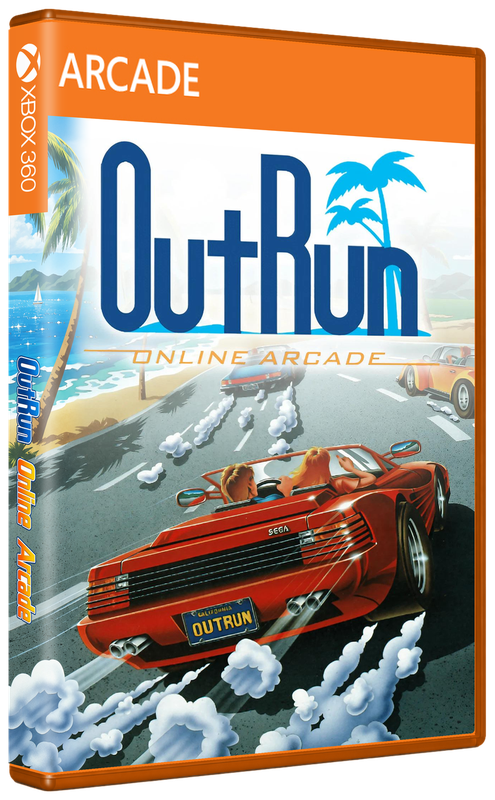 XBOX 360
ARCADE
OutRun
ONLINE ARCADE
OutRun Online Arcade
SEGA
CALIFORNIA
OUTRUN